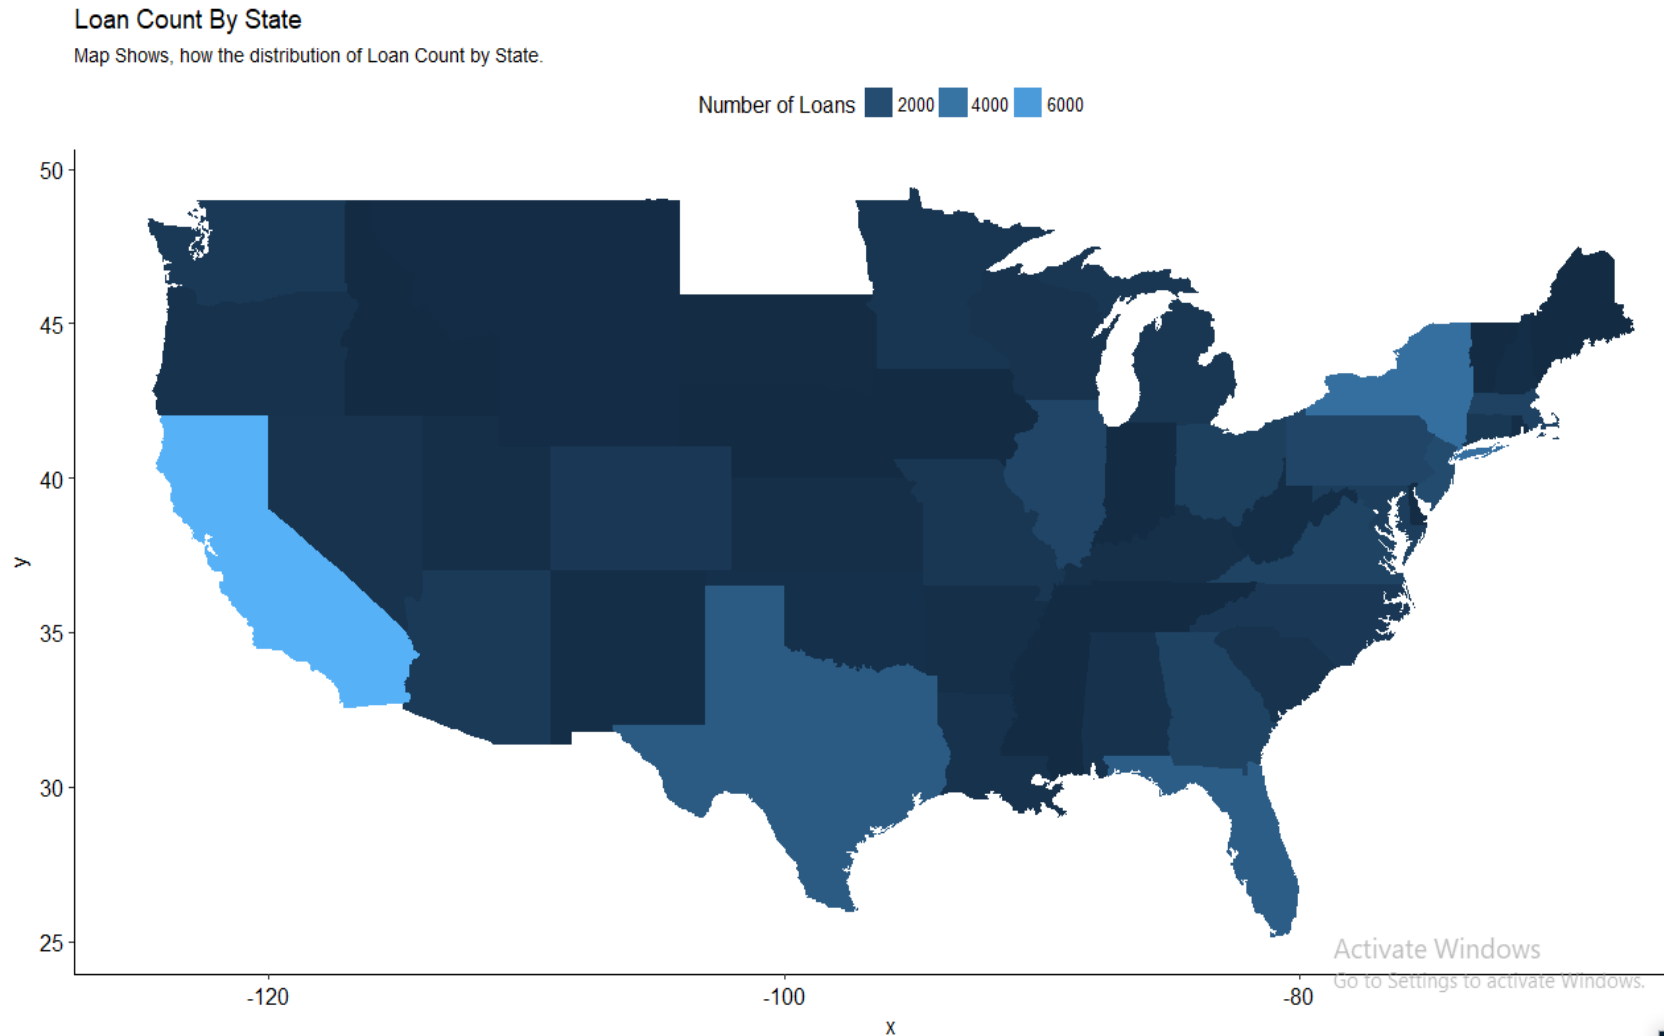 Loan Count By State
Map Shows, how the distribution of Loan Count by State.
Number of Loans 2000 4000 6000
50
45
40
35
30
25
y
-120 -100 -80
x
Activate Windows
Go to Settings to activate Windows.